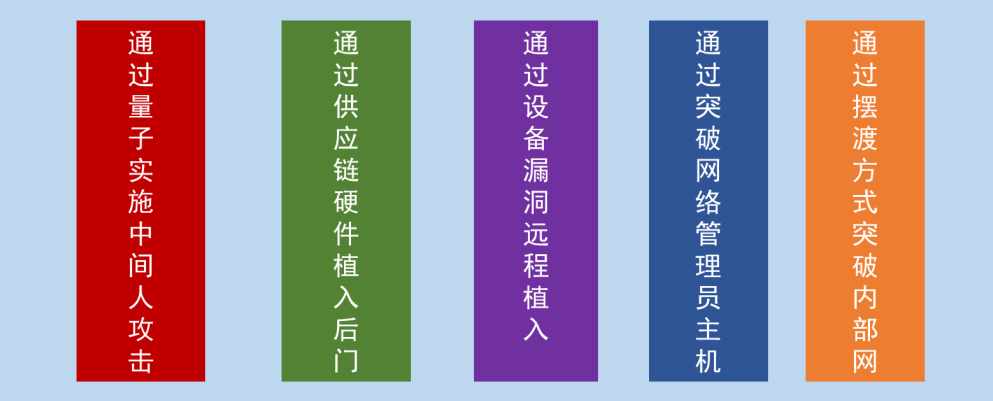 通过量子实施中间人攻击
通过供应链硬件植入后门
通过设备漏洞远程植入
通过突破网络管理员主机
通过摆渡方式突破内部网